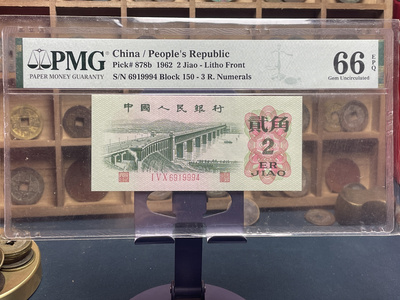 PMG
PAPER MONEY GUARANTY
China / People's Republic
Pick# 878b 1962 2 Jiao - Litho Front
S/N 6919994 Block 150 - 3 R. Numerals
66 EPQ
Gem Uncirculated
中國人民銀行
貳角
2
ER
JIAO
I V X 6919994